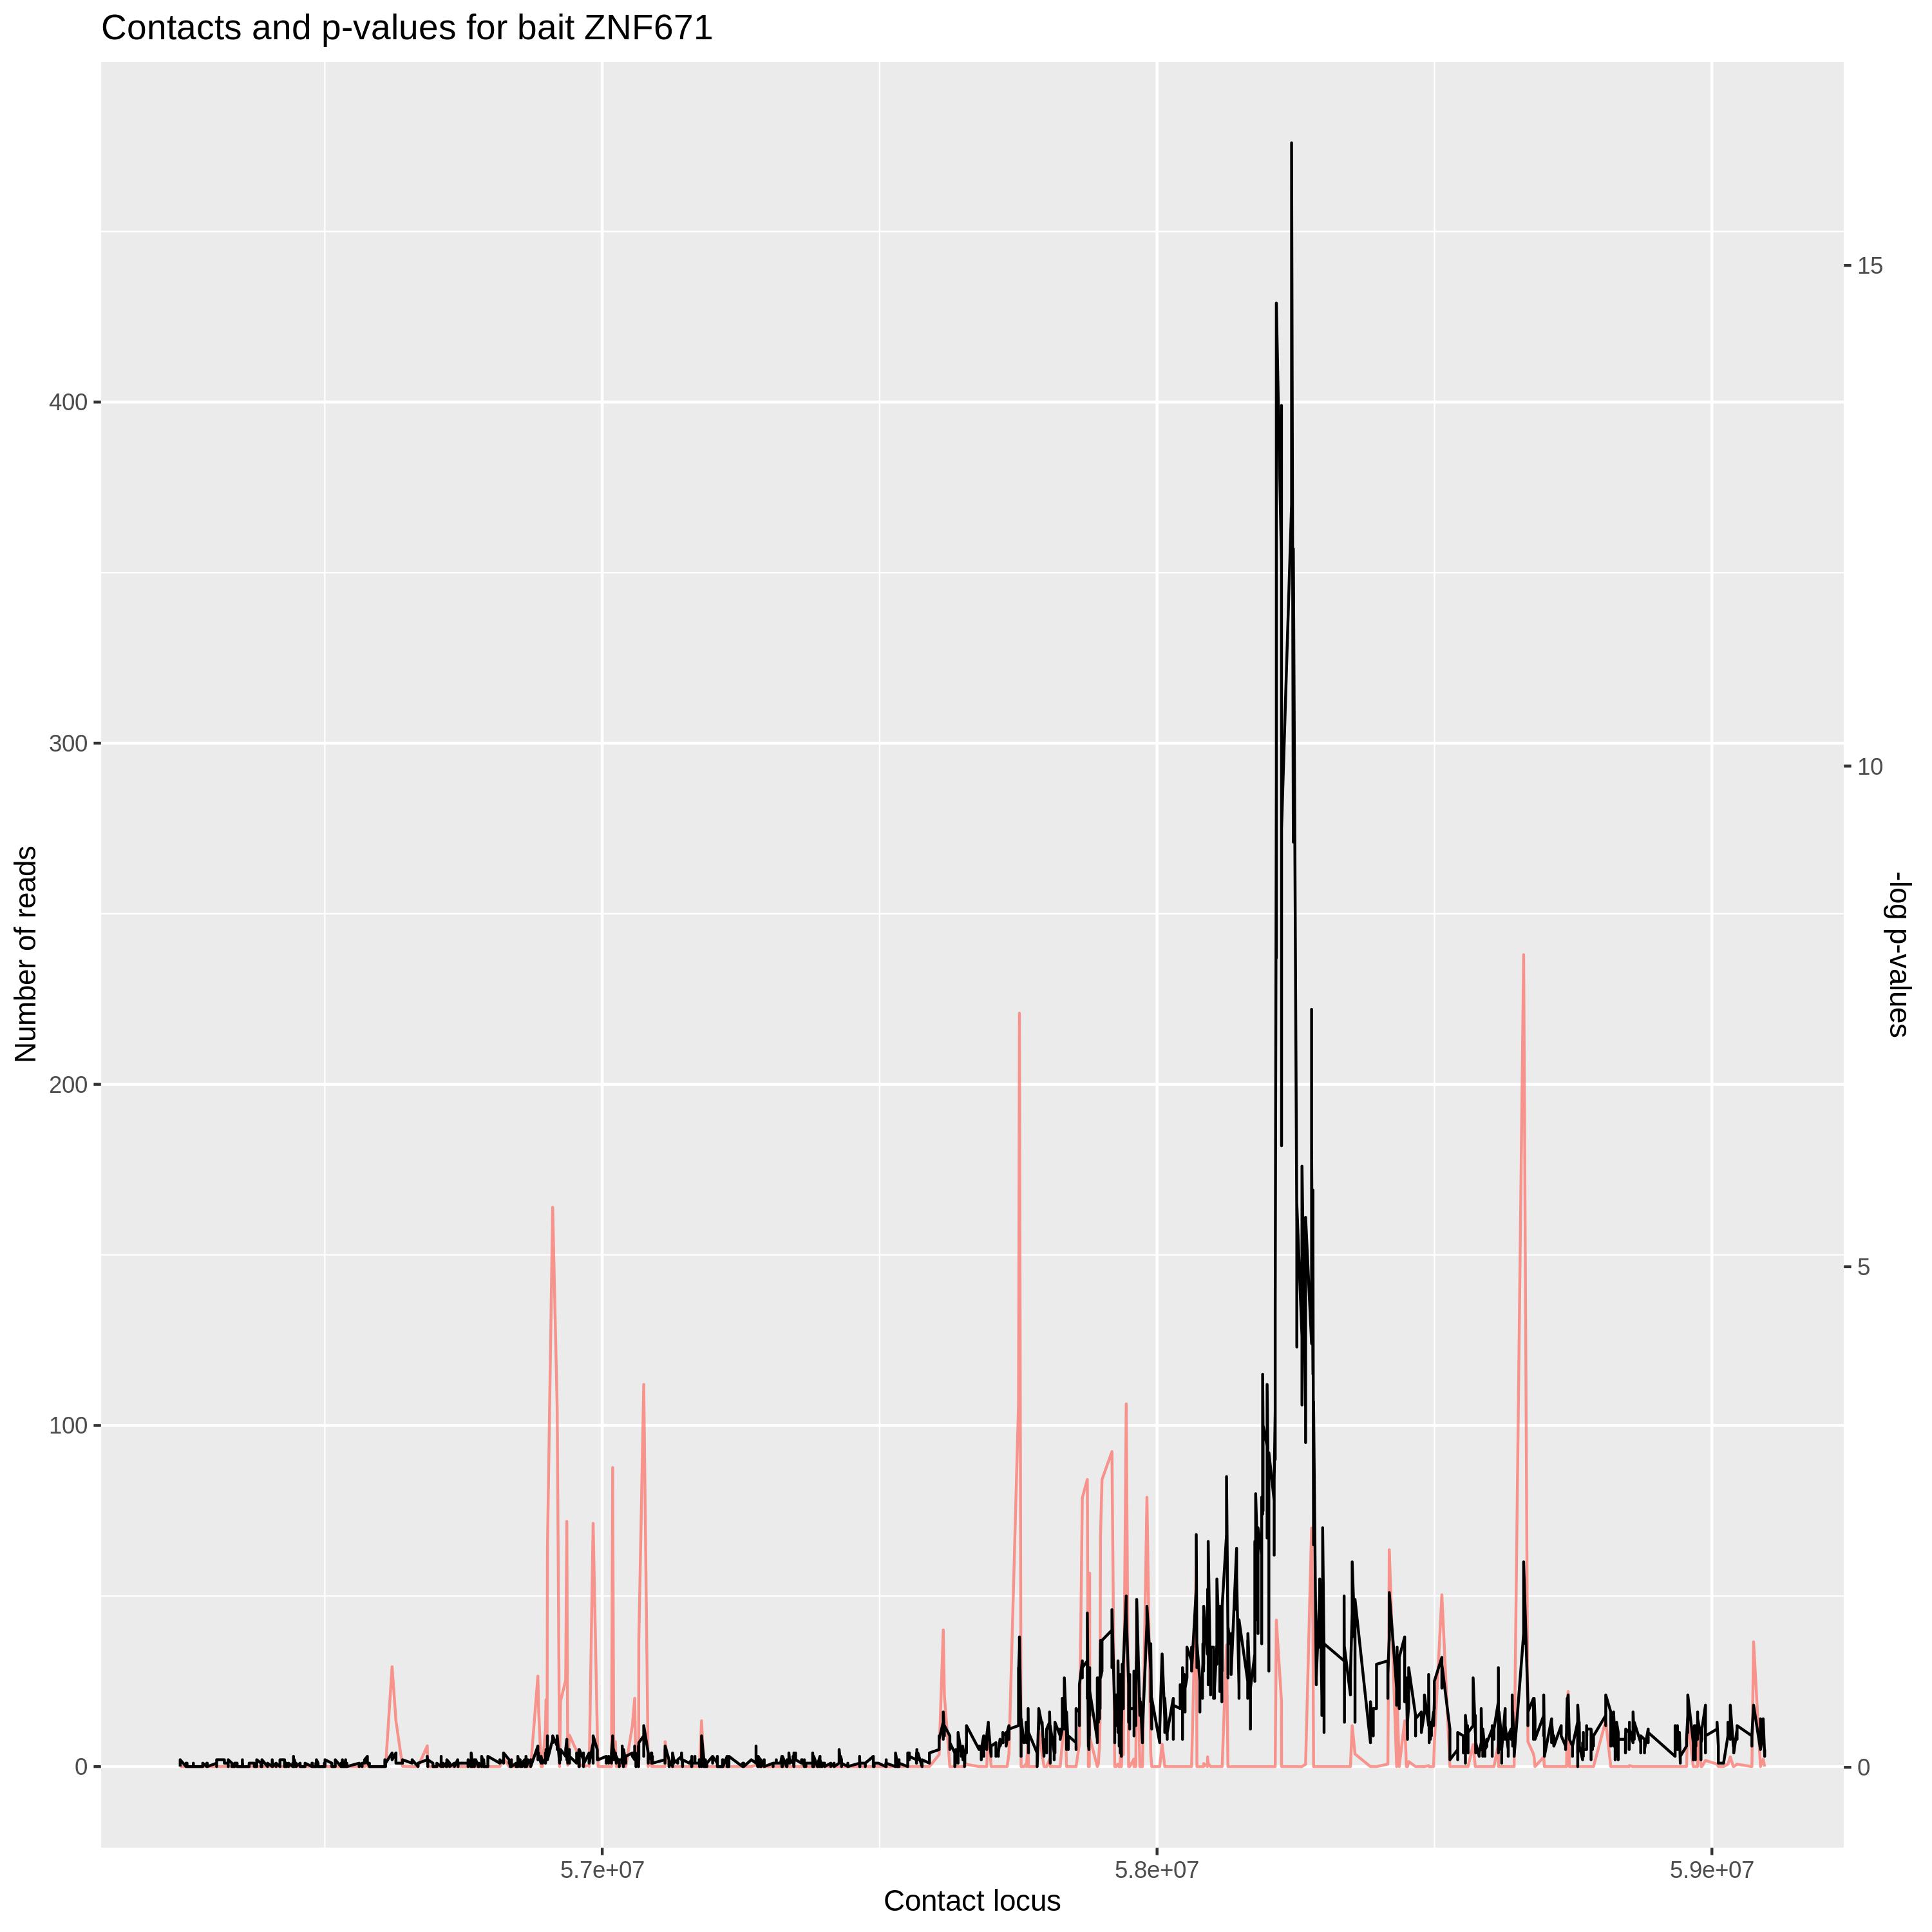 Contacts and p-values for bait ZNF671
Number of reads
400
300
200
100
0
15
10
5
0
-log p-values
5.7e+07
5.8e+07
5.9e+07
Contact locus